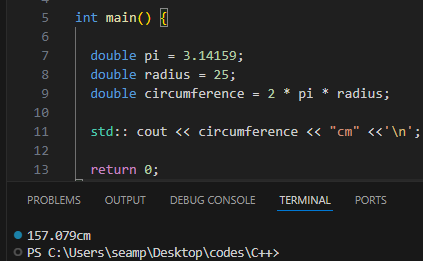 5 int main() {
6
7 double pi = 3.14159;
8 double radius = 25;
9 double circumference = 2 * pi * radius;
10
11 std:: cout << circumference << "cm" <<'\n';
12
13 return 0;
PROBLEMS OUTPUT DEBUG CONSOLE TERMINAL PORTS
157.079cm
PS C:\Users\seamp\Desktop\codes\C++>